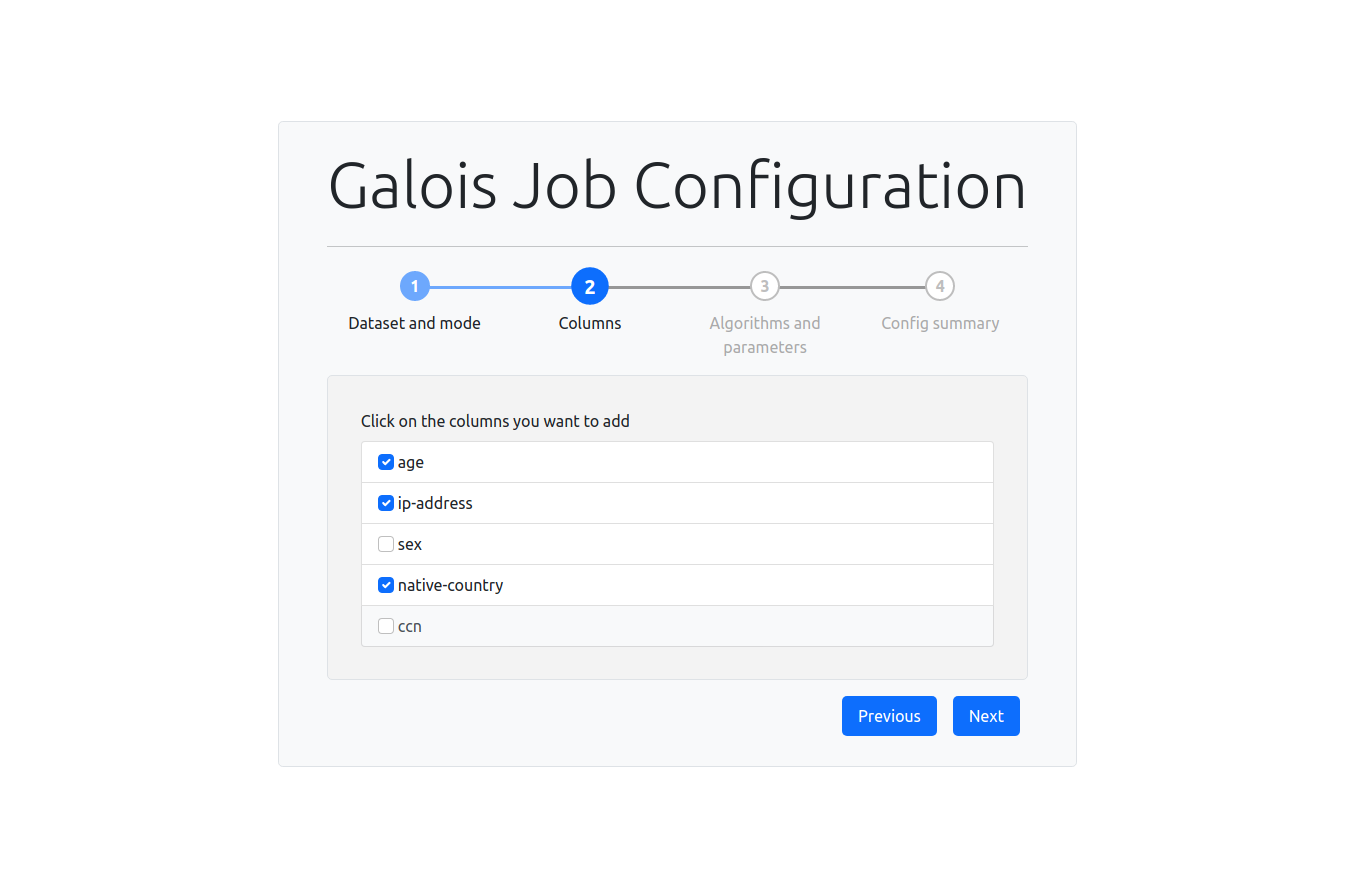 Galois Job Configuration
1
2
3
4
Dataset and mode
Columns
Algorithms and
parameters
Config summary
Click on the columns you want to add
age
ip-address
sex
native-country
ccn
Previous
Next